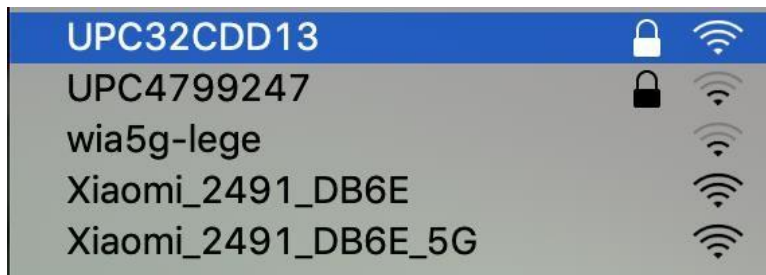 UPC32CDD13
UPC4799247
wia5g-lege
Xiaomi_2491_DB6E
Xiaomi_2491_DB6E_5G